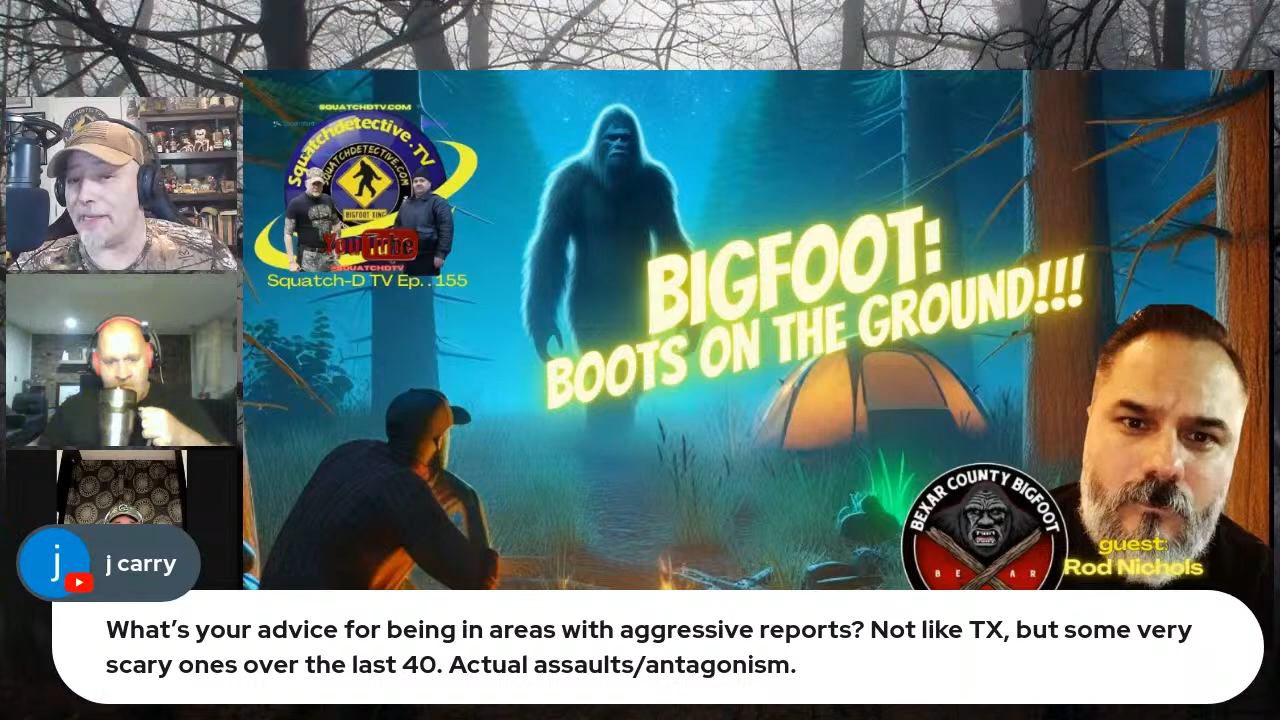 SQUATCHDTV.COM
Squatchdetective.TV
SQUATCHDETECTIVE.COM
BIGFOOT
YouTube
@SQUATCHDTV
Squatch-D TV Ep. . 155
BIGFOOT:
BOOTS ON THE GROUND!!!
BEXAR COUNTY BIGFOOT
B E A R
guest:
Rod Nichols
j
j carry
What’s your advice for being in areas with aggressive reports? Not like TX, but some very
scary ones over the last 40. Actual assaults/antagonism.